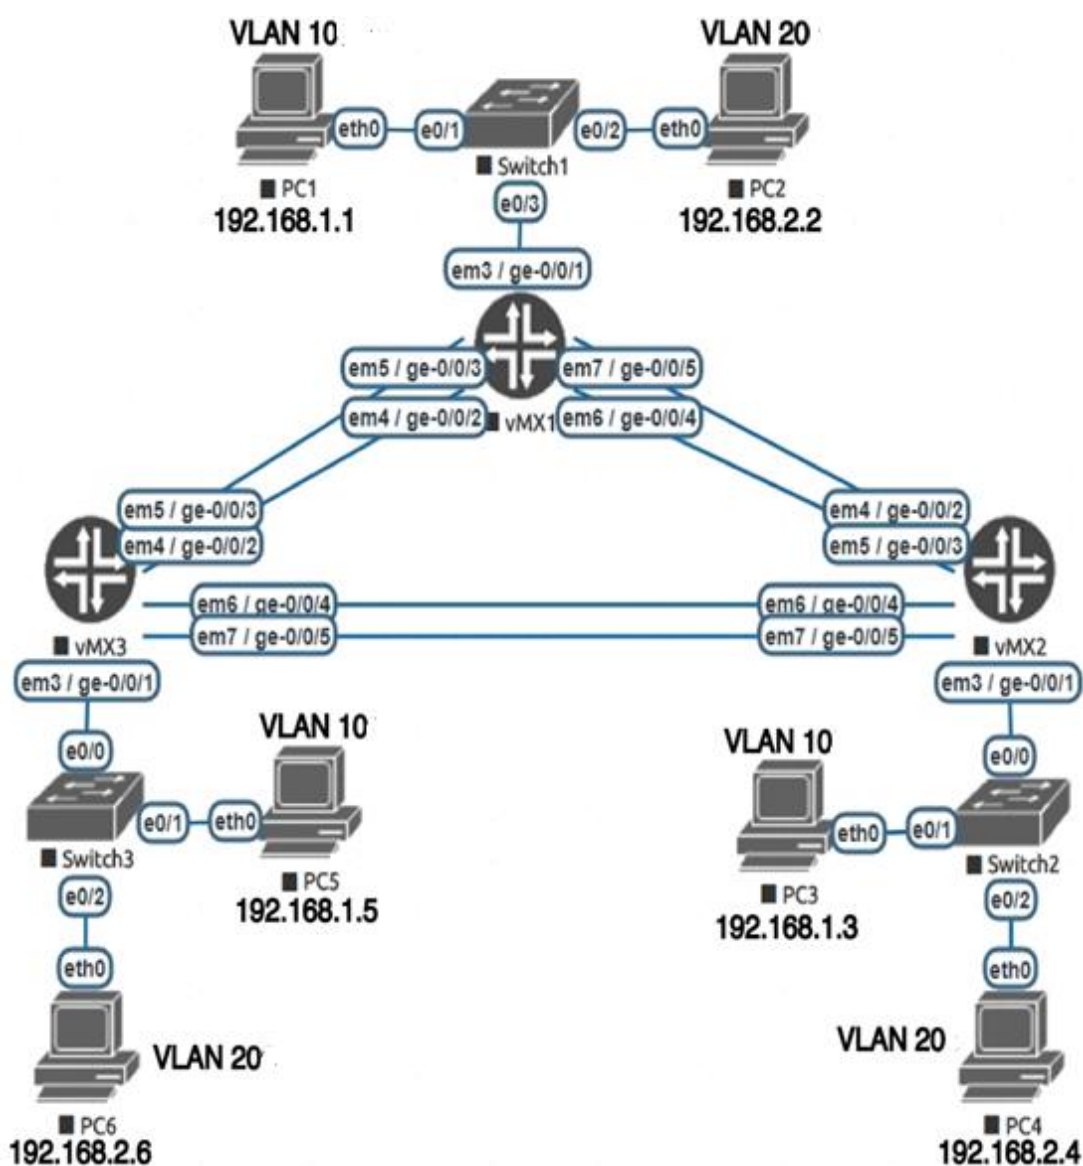 VLAN 10
VLAN 20
eth0
e0/1
e0/2
eth0
Switch1
PC1
PC2
192.168.1.1
e0/3
192.168.2.2
em3 / ge-0/0/1
em5 / ge-0/0/3
em7 / ge-0/0/5
em4 / ge-0/0/2
vMX1
em6 / ge-0/0/4
em5 / ge-0/0/3
em4 / ge-0/0/2
em4 / ge-0/0/2
em5 / ge-0/0/3
em6 / ge-0/0/4
em6 / ge-0/0/4
em7 / ge-0/0/5
em7 / ge-0/0/5
vMX3
vMX2
em3 / ge-0/0/1
em3 / ge-0/0/1
VLAN 10
VLAN 10
e0/0
e0/0
e0/1
eth0
eth0
e0/1
Switch3
Switch2
PC5
PC3
e0/2
192.168.1.5
192.168.1.3
e0/2
eth0
eth0
VLAN 20
VLAN 20
PC6
PC4
192.168.2.6
192.168.2.4